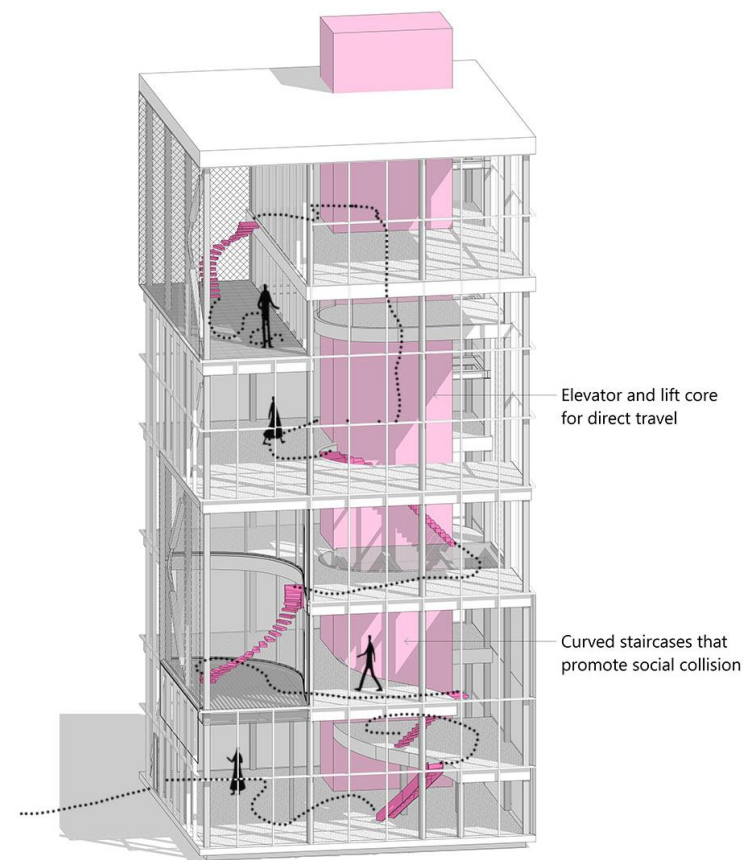 Elevator and lift core
for direct travel
Curved staircases that
promote social collision